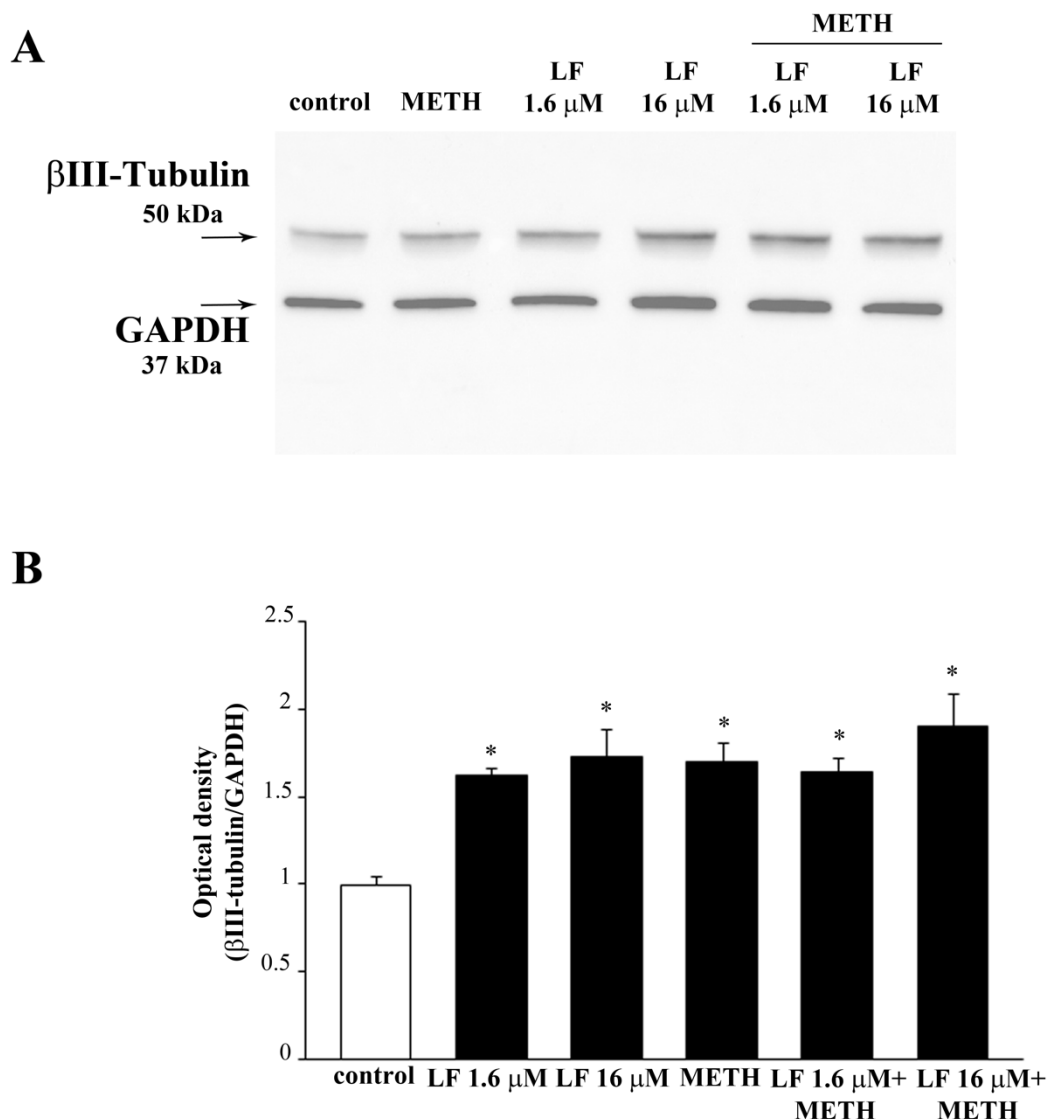 A
METH
control METH LF 1.6 μM LF 16 μM LF 1.6 μM LF 16 μM
βIII-Tubulin
50 kDa
GAPDH
37 kDa
B
Optical density
(βIII-tubulin/GAPDH)
2.5
2
1.5
1
0.5
0
* * * * *
control LF 1.6 μM LF 16 μM METH LF 1.6 μM+ METH LF 16 μM+ METH